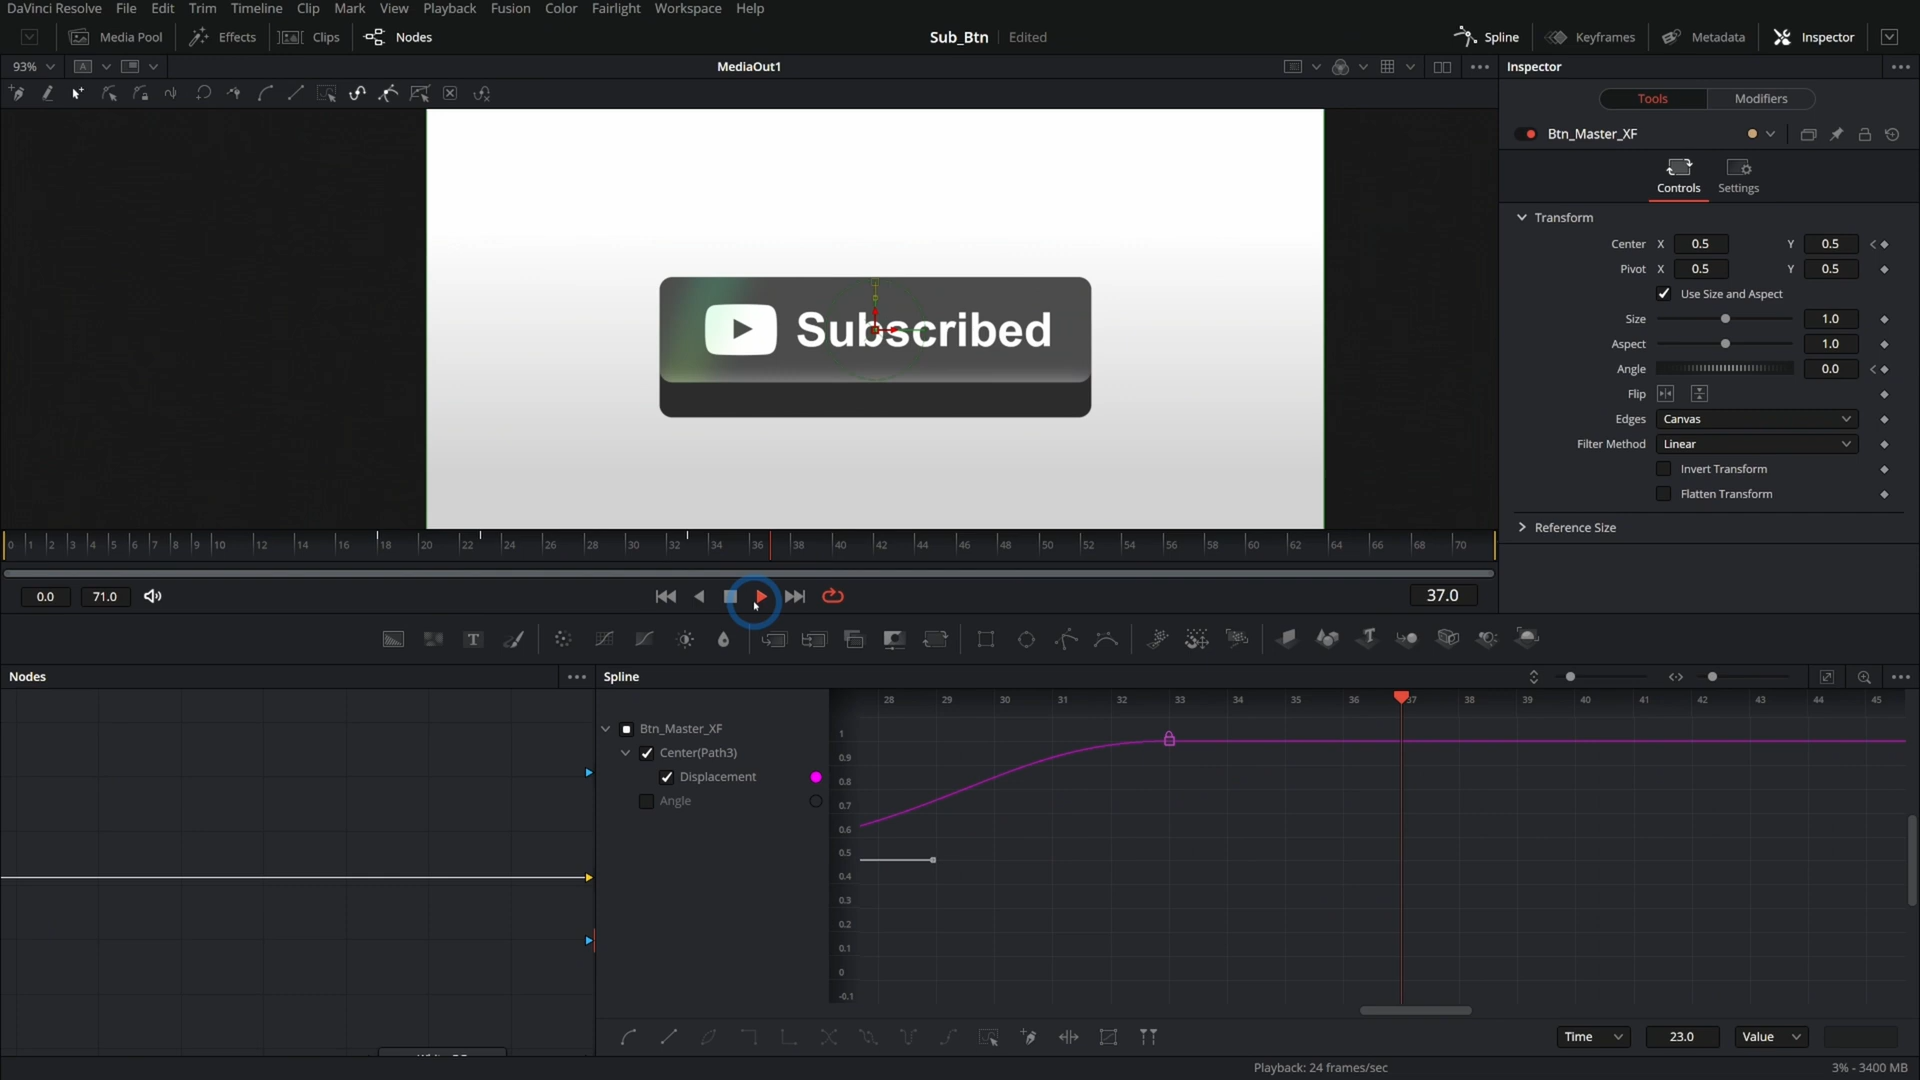 DaVinci Resolve File Edit Trim Timeline Clip Mark View Playback Fusion Color Fairlight Workspace Help
Media Pool Effects Clips Nodes Sub_Btn Edited Spline Keyframes Metadata Inspector
93% A MediaOut1 Inspector
Tools Modifiers
Btn_Master_XF
Controls Settings
Transform
Center X 0.5 Y 0.5
Pivot X 0.5 Y 0.5
Use Size and Aspect
Size 1.0
Aspect 1.0
Angle 0.0
Flip
Edges Canvas
Filter Method Linear
Invert Transform
Flatten Transform
Reference Size
Subscribed
0 1 2 3 4 5 6 7 8 9 10 12 14 16 18 20 22 24 26 28 30 32 34 36 38 40 42 44 46 48 50 52 54 56 58 60 62 64 66 68 70
0.0 71.0 37.0
T
Nodes Spline
28 29 30 31 32 33 34 35 36 37 38 39 40 41 42 43 44 45
Btn_Master_XF
Center(Path3)
Displacement
Angle
1
0.9
0.8
0.7
0.6
0.5
0.4
0.3
0.2
0.1
0
-0.1
Time 23.0 Value
Playback: 24 frames/sec 3% - 3400 MB